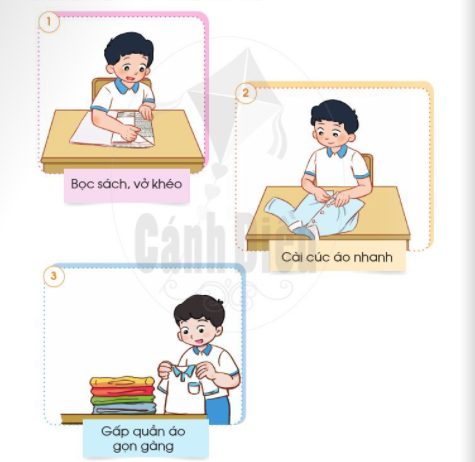 1
Bọc sách, vở khéo
2
Cài cúc áo nhanh
Cánh Diều
3
Gấp quần áo
gọn gàng